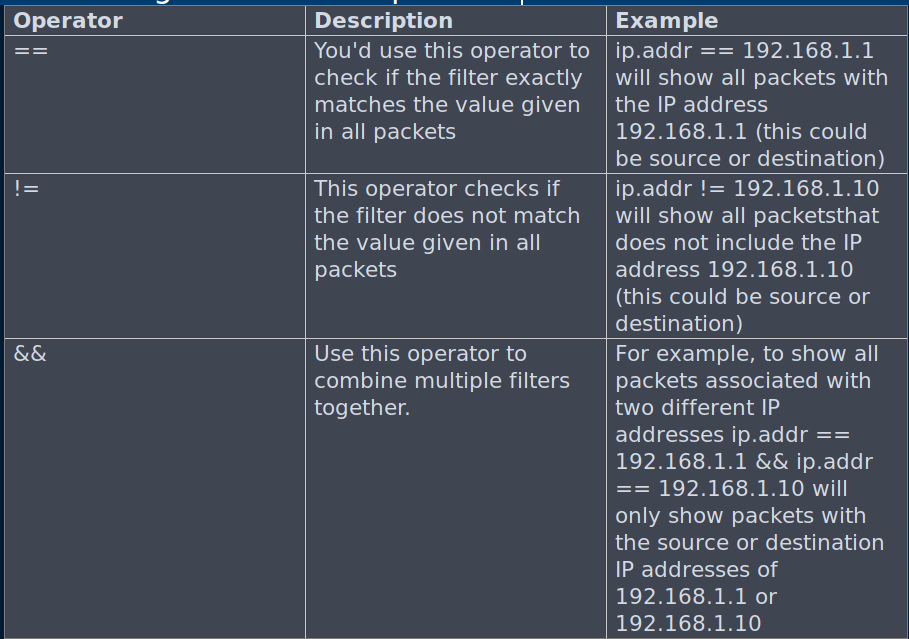 Operator Description Example
== You'd use this operator to ip.addr == 192.168.1.1
check if the filter exactly will show all packets with
matches the value given the IP address
in all packets 192.168.1.1 (this could
be source or destination)
!= This operator checks if ip.addr != 192.168.1.10
the filter does not match will show all packetsthat
the value given in all does not include the IP
packets address 192.168.1.10
(this could be source or
destination)
&& Use this operator to For example, to show all
combine multiple filters packets associated with
together. two different IP
addresses ip.addr ==
192.168.1.1 && ip.addr
== 192.168.1.10 will
only show packets with
the source or destination
IP addresses of
192.168.1.1 or
192.168.1.10